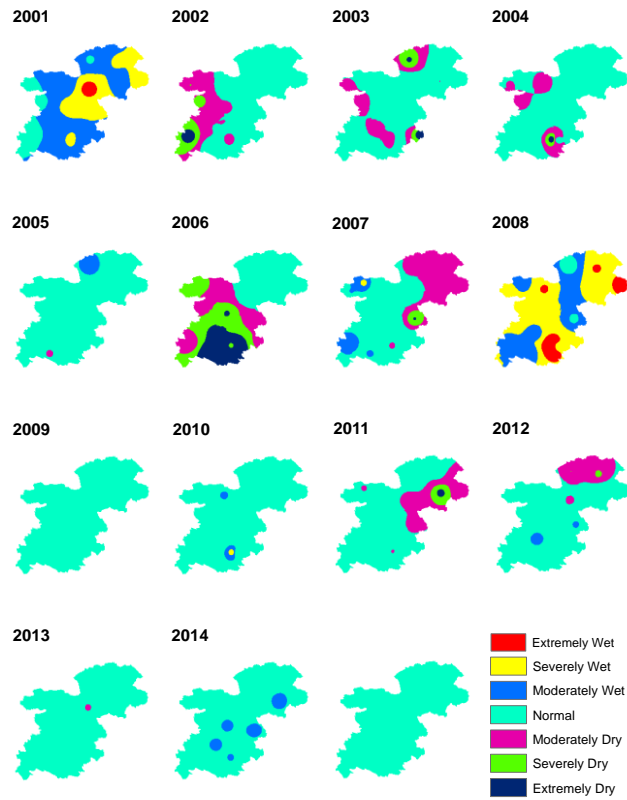 2001
2002
2003
2004
2005
2006
2007
2008
2009
2010
2011
2012
2013
2014
Extremely Wet
Severely Wet
Moderately Wet
Normal
Moderately Dry
Severely Dry
Extremely Dry